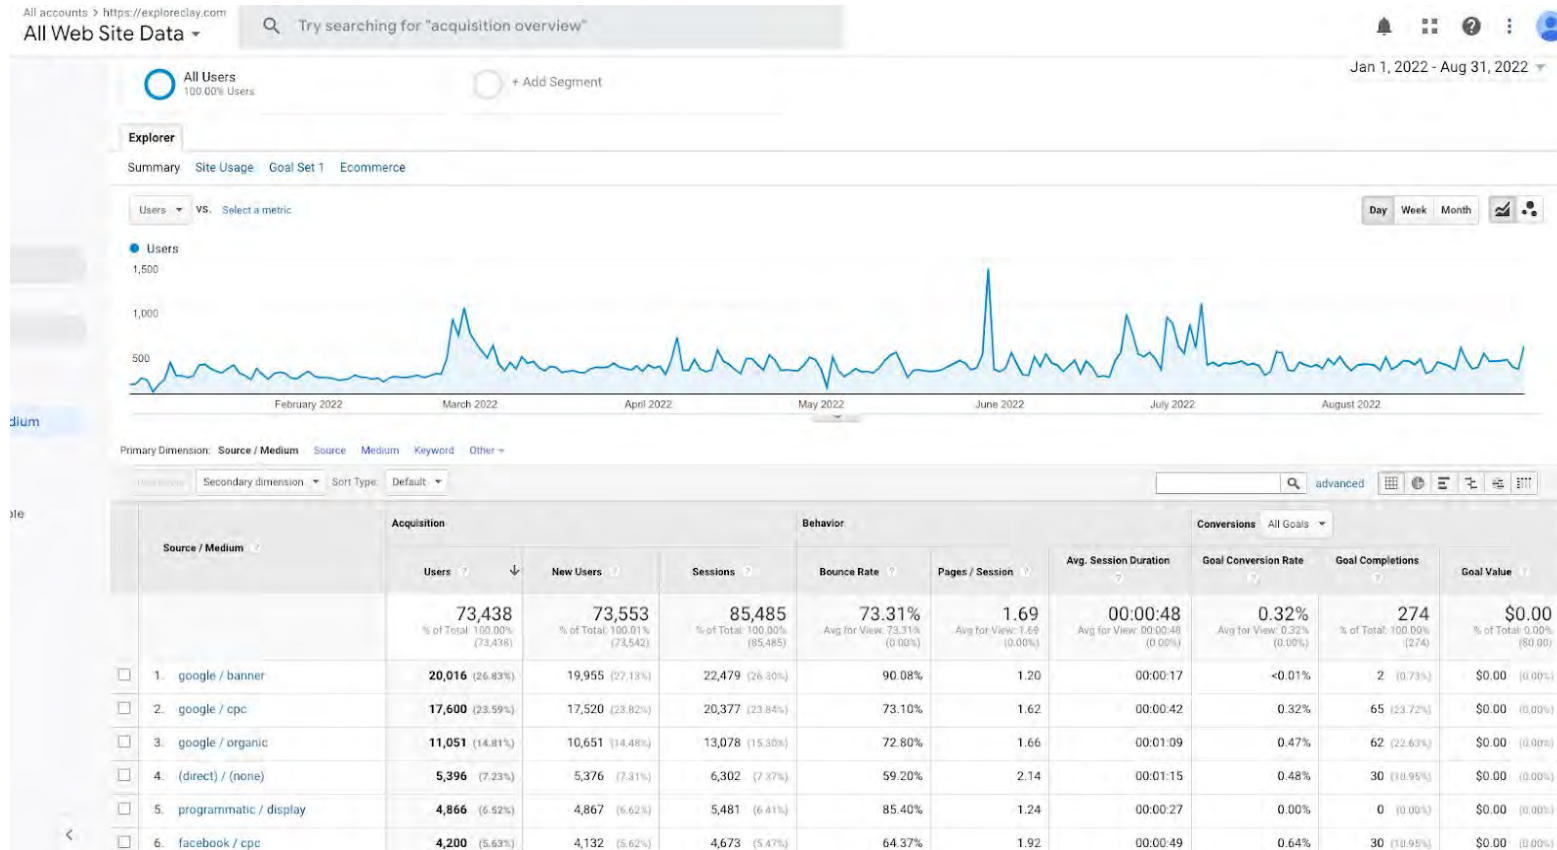 All accounts > https://exploreclay.com
All Web Site Data
Try searching for "acquisition overview"
Jan 1, 2022 - Aug 31, 2022
All Users
100.00% Users
+ Add Segment
Explorer
Summary Site Usage Goal Set 1 Ecommerce
Users VS. Select a metric
Day Week Month
Users
1,500
1,000
500
February 2022 March 2022 April 2022 May 2022 June 2022 July 2022 August 2022
dium
Primary Dimension: Source / Medium Source Medium Keyword Other
Secondary dimension Sort Type: Default advanced
Acquisition Behavior Conversions All Goals
Source / Medium Users New Users Sessions Bounce Rate Pages / Session Avg. Session Duration Goal Conversion Rate Goal Completions Goal Value
73,438 73,553 85,485 73.31% 1.69 00:00:48 0.32% 274 $0.00
% of Total: 100.00% % of Total: 100.01% % of Total: 100.00% Avg for View: 73.31% Avg for View: 1.69 Avg for View: 00:00:48 Avg for View: 0.32% % of Total: 100.00% % of Total: 0.00%
(73,438) (73,542) (85,485) (0.00%) (0.00%) (0.00%) (0.00%) (274) ($0.00)
1. google / banner 20,016 (26.83%) 19,955 (27.13%) 22,479 (26.30%) 90.08% 1.20 00:00:17 <0.01% 2 (0.73%) $0.00 (0.00%)
2. google / cpc 17,600 (23.59%) 17,520 (23.82%) 20,377 (23.84%) 73.10% 1.62 00:00:42 0.32% 65 (23.72%) $0.00 (0.00%)
3. google / organic 11,051 (14.81%) 10,651 (14.48%) 13,078 (15.30%) 72.80% 1.66 00:01:09 0.47% 62 (22.63%) $0.00 (0.00%)
4. (direct) / (none) 5,396 (7.23%) 5,376 (7.31%) 6,302 (7.37%) 59.20% 2.14 00:01:15 0.48% 30 (10.95%) $0.00 (0.00%)
5. programmatic / display 4,866 (6.52%) 4,867 (6.62%) 5,481 (6.41%) 85.40% 1.24 00:00:27 0.00% 0 (0.00%) $0.00 (0.00%)
6. facebook / cpc 4,200 (5.63%) 4,132 (5.62%) 4,673 (5.47%) 64.37% 1.92 00:00:49 0.64% 30 (10.95%) $0.00 (0.00%)